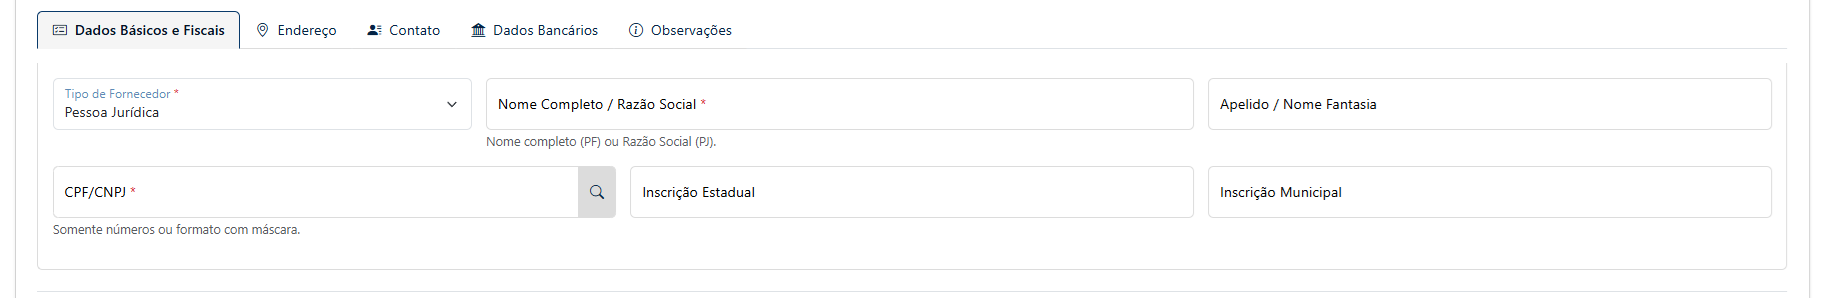 Dados Básicos e Fiscais Endereço Contato Dados Bancários Observações
Tipo de Fornecedor *
Pessoa Jurídica
Nome Completo / Razão Social *
Apelido / Nome Fantasia
Nome completo (PF) ou Razão Social (PJ).
CPF/CNPJ *
Inscrição Estadual
Inscrição Municipal
Somente números ou formato com máscara.